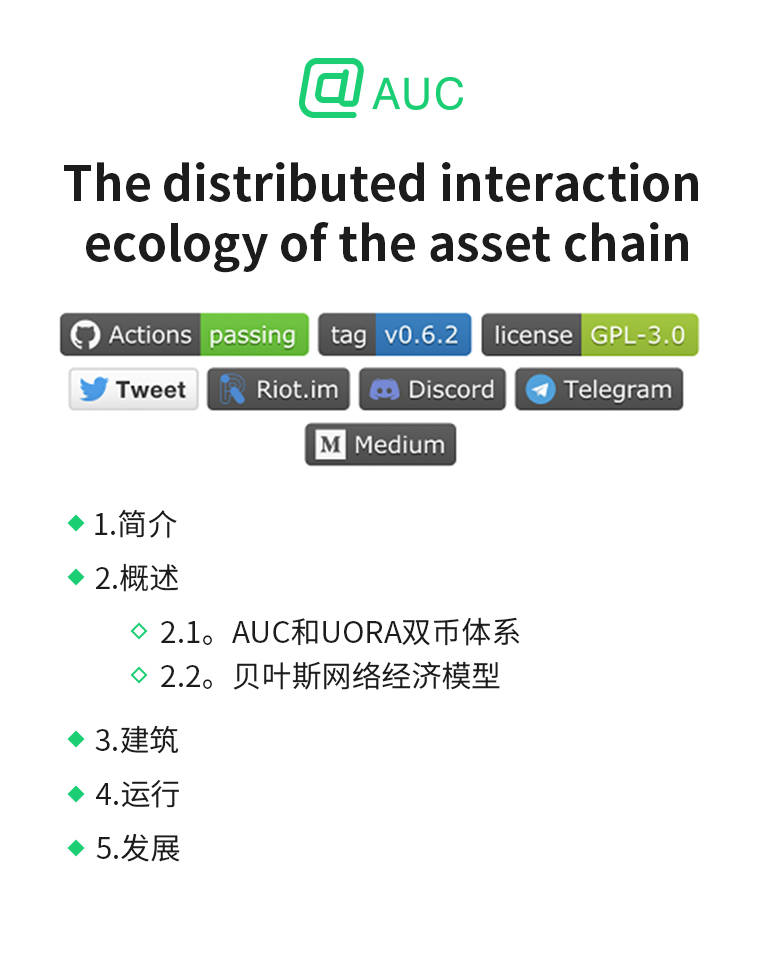 AUC
The distributed interaction
ecology of the asset chain
Actions passing tag v0.6.2 license GPL-3.0
Tweet Riot.im Discord Telegram
M Medium
1.简介
2.概述
2.1。AUC和UORA双币体系
2.2。贝叶斯网络经济模型
3.建筑
4.运行
5.发展